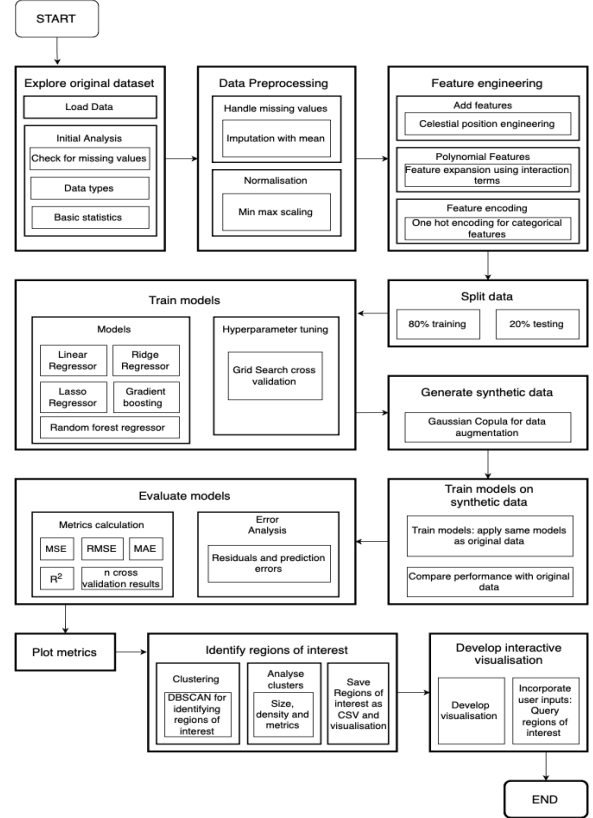 START
Explore original dataset
Load Data
Initial Analysis
Check for missing values
Data types
Basic statistics
Data Preprocessing
Handle missing values
Imputation with mean
Normalisation
Min max scaling
Feature engineering
Add features
Celestial position engineering
Polynomial Features
Feature expansion using interaction
terms
Feature encoding
One hot encoding for categorical
features
Split data
80% training
20% testing
Train models
Models
Linear
Regressor
Ridge
Regressor
Lasso
Regressor
Gradient
boosting
Random forest regressor
Hyperparameter tuning
Grid Search cross
validation
Generate synthetic data
Gaussian Copula for data
augmentation
Train models on
synthetic data
Train models: apply same models
as original data
Compare performance with original
data
Evaluate models
Metrics calculation
MSE
RMSE
MAE
R²
n cross
validation results
Error
Analysis
Residuals and prediction
errors
Plot metrics
Identify regions of interest
Clustering
DBSCAN for
identifying
regions of
interest
Analyse
clusters
Size,
density and
metrics
Save
Regions of
interest as
CSV and
visualisation
Develop interactive
visualisation
Develop
visualisation
Incorporate
user inputs:
Query
regions of
interest
END